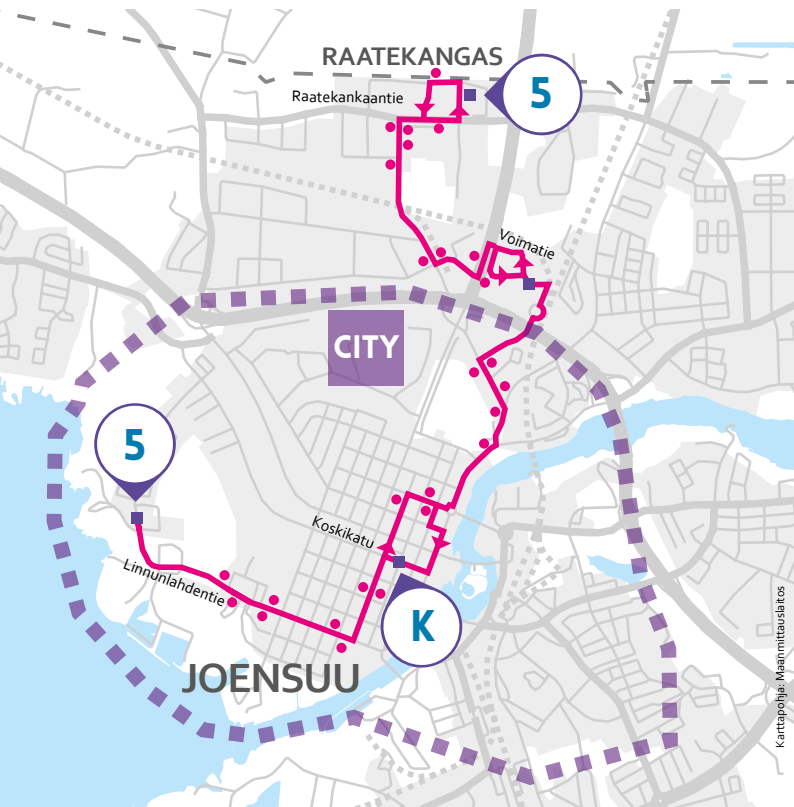 RAATEKANGAS
Raatekankaantie
5
Voimatie
CITY
5
Koskikatu
Linnunlahdentie
K
JOENSUU
Karttapohja: Maanmittauslaitos